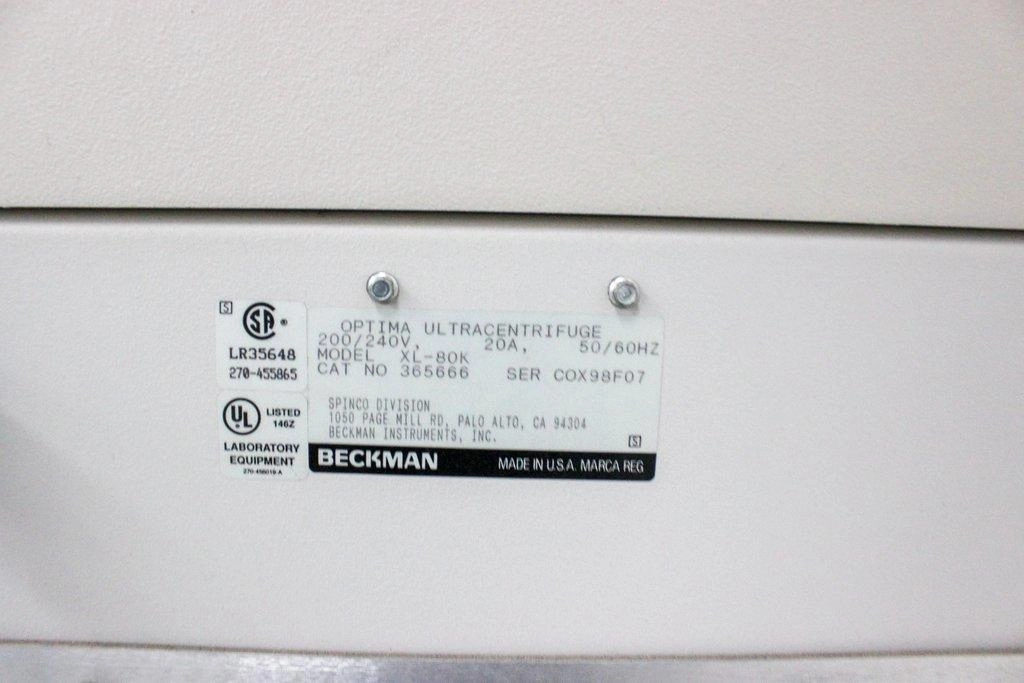 S
SA ®
LR35648
270-455865
UL LISTED
146Z
LABORATORY
EQUIPMENT
OPTIMA ULTRACENTRIFUGE
200/240V, 20A, 50/60HZ
MODEL XL-80K
CAT NO 365666 SER COX98F07
SPINCO DIVISION
1050 PAGE MILL RD, PALO ALTO, CA 94304
BECKMAN INSTRUMENTS, INC.
S
BECKMAN MADE IN U.S.A. MARCA REG